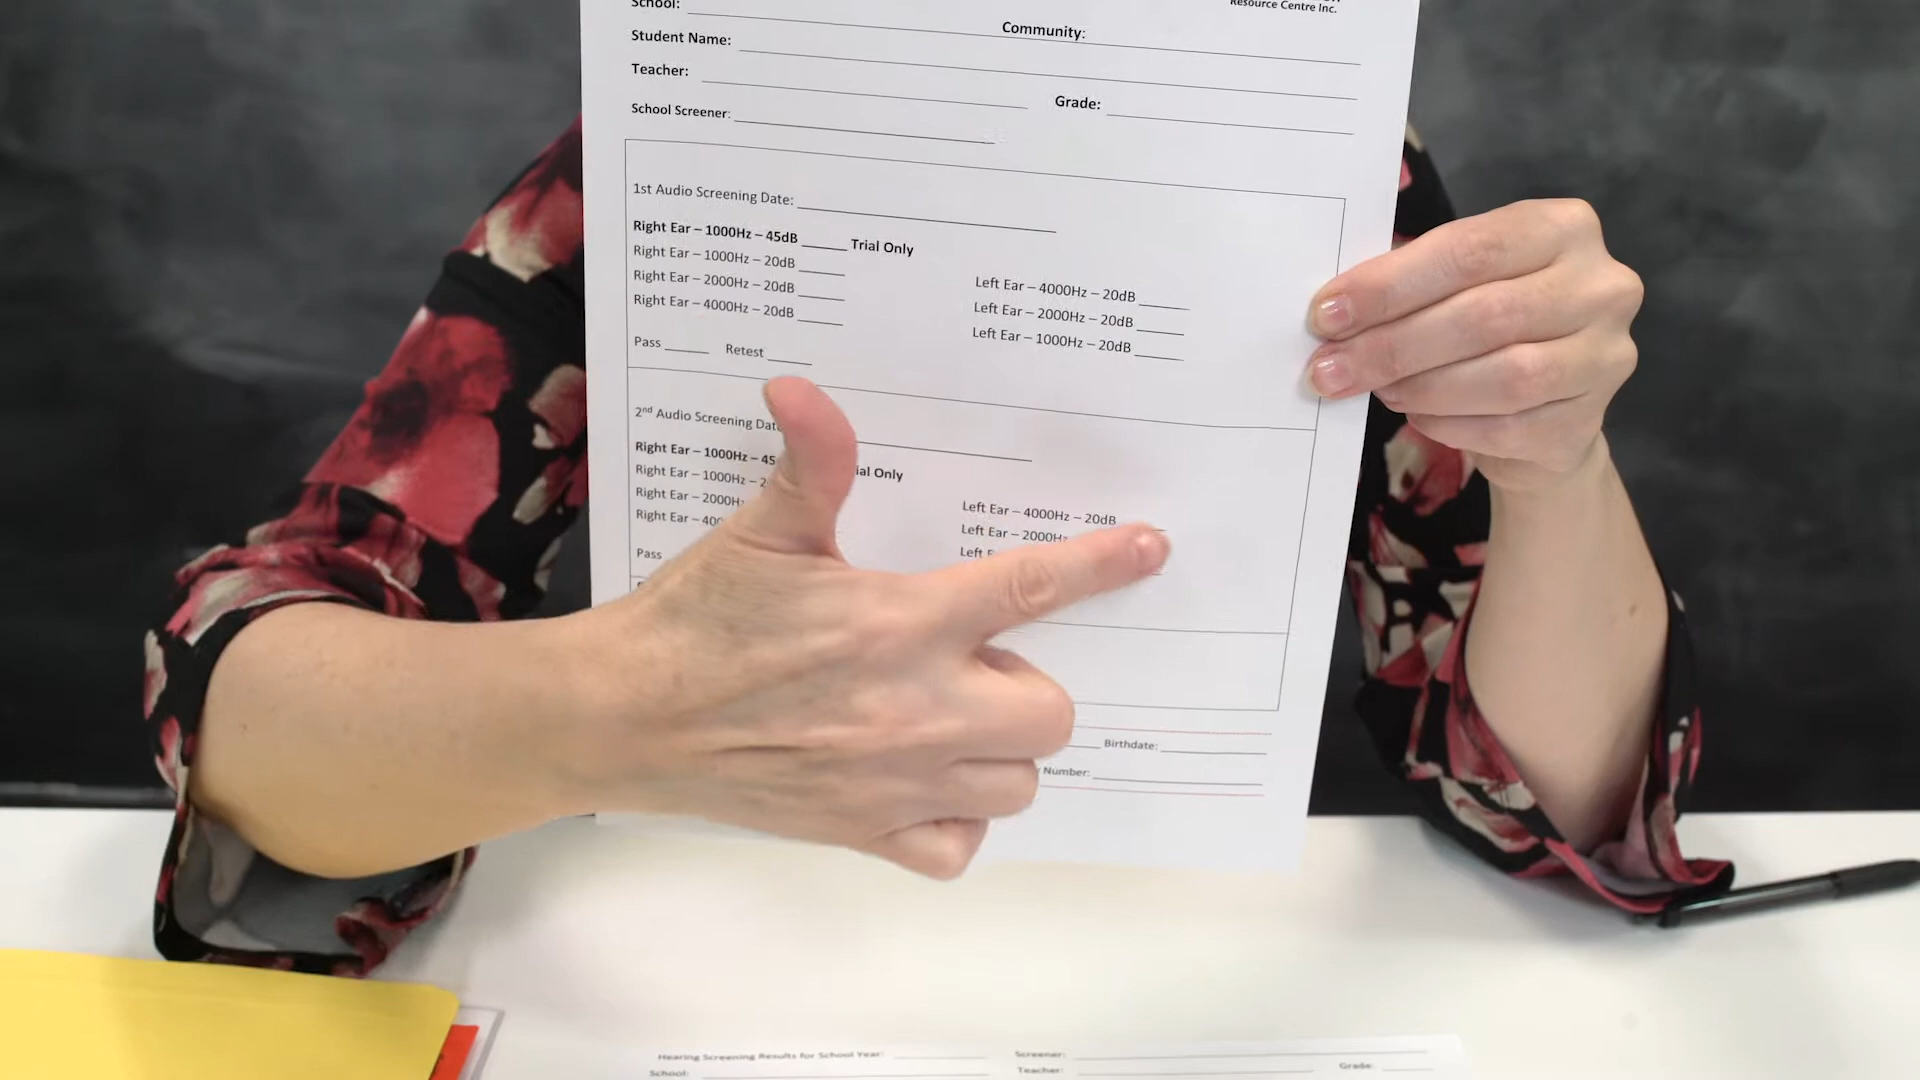 Resource Centre Inc.
School: Community:
Student Name:
Teacher: Grade:
School Screener:
1st Audio Screening Date:
Right Ear – 1000Hz – 45dB Trial Only
Right Ear – 1000Hz – 20dB
Right Ear – 2000Hz – 20dB
Right Ear – 4000Hz – 20dB
Left Ear – 4000Hz – 20dB
Left Ear – 2000Hz – 20dB
Left Ear – 1000Hz – 20dB
Pass Retest
2nd Audio Screening
Right Ear – 1000Hz – 45 Only
Right Ear – 1000Hz –
Right Ear – 2000Hz
Right Ear –
Left Ear – 4000Hz – 20dB
Left Ear – 2000Hz
Left
Pass
Birthdate:
Number:
Hearing Screening Results for School Year: Screener:
School: Teacher: Grade: